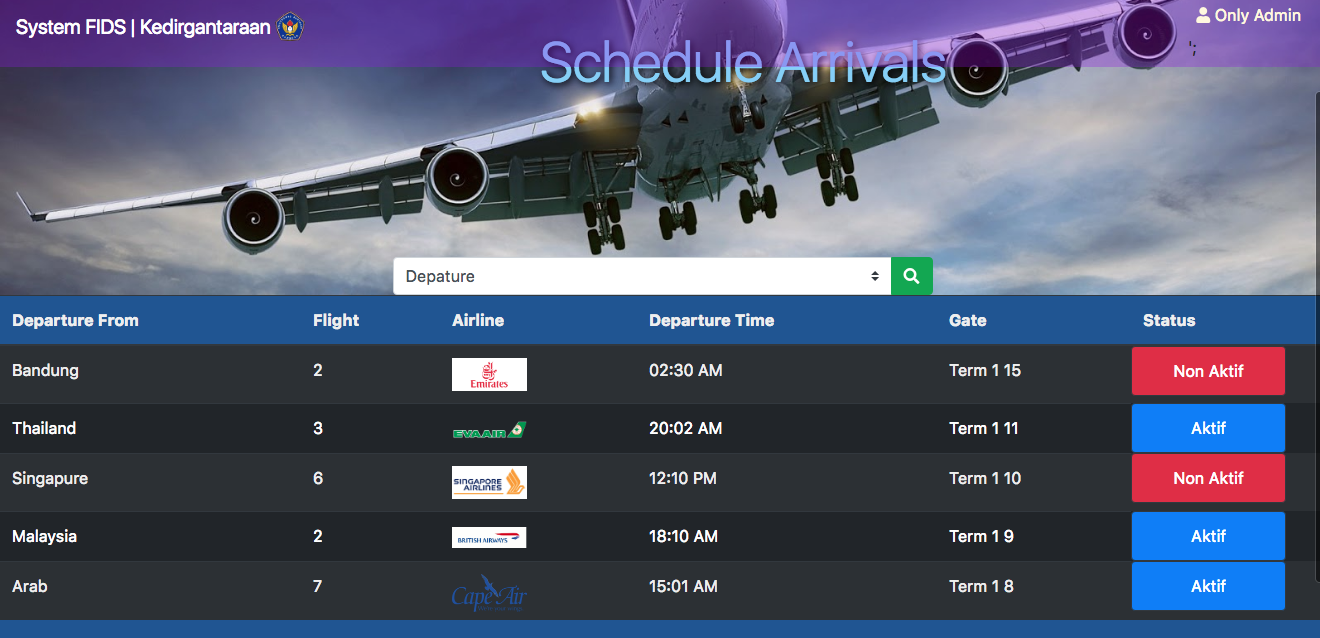 System FIDS | Kedirgantaraan
Only Admin
Schedule Arrivals
Depature
Departure From Flight Airline Departure Time Gate Status
Bandung 2 Emirates 02:30 AM Term 1 15 Non Aktif
Thailand 3 EVA AIR 20:02 AM Term 1 11 Aktif
Singapure 6 SINGAPORE AIRLINES 12:10 PM Term 1 10 Non Aktif
Malaysia 2 BRITISH AIRWAYS 18:10 AM Term 1 9 Aktif
Arab 7 Cape Air 15:01 AM Term 1 8 Aktif